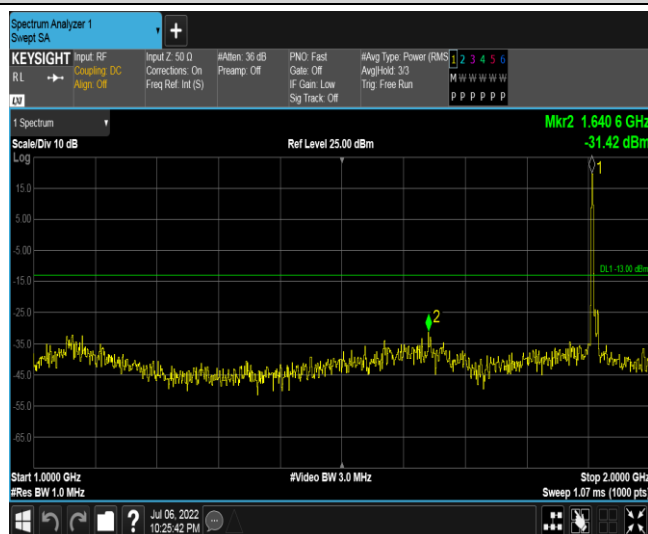 Spectrum Analyzer 1
Swept SA
+
KEYSIGHT Input: RF Input Z: 50 Ω #Atten: 36 dB PNO: Fast #Avg Type: Power (RMS 1 2 3 4 5 6
R L Coupling: DC Corrections: On Preamp: Off Gate: Off Avg|Hold: 3/3 M W W W W W
Align: Off Freq Ref: Int (S) IF Gain: Low Trig: Free Run
LXI Sig Track: Off P P P P P P
1 Spectrum
Mkr2 1.640 6 GHz
Scale/Div 10 dB Ref Level 25.00 dBm -31.42 dBm
Log
1
15.0
5.00
-5.00
DL1 -13.00 dBm
-15.0
-25.0
2
-35.0
-45.0
-55.0
-65.0
Start 1.0000 GHz #Video BW 3.0 MHz Stop 2.0000 GHz
#Res BW 1.0 MHz Sweep 1.07 ms (1000 pts)
? Jul 06, 2022
10:25:42 PM